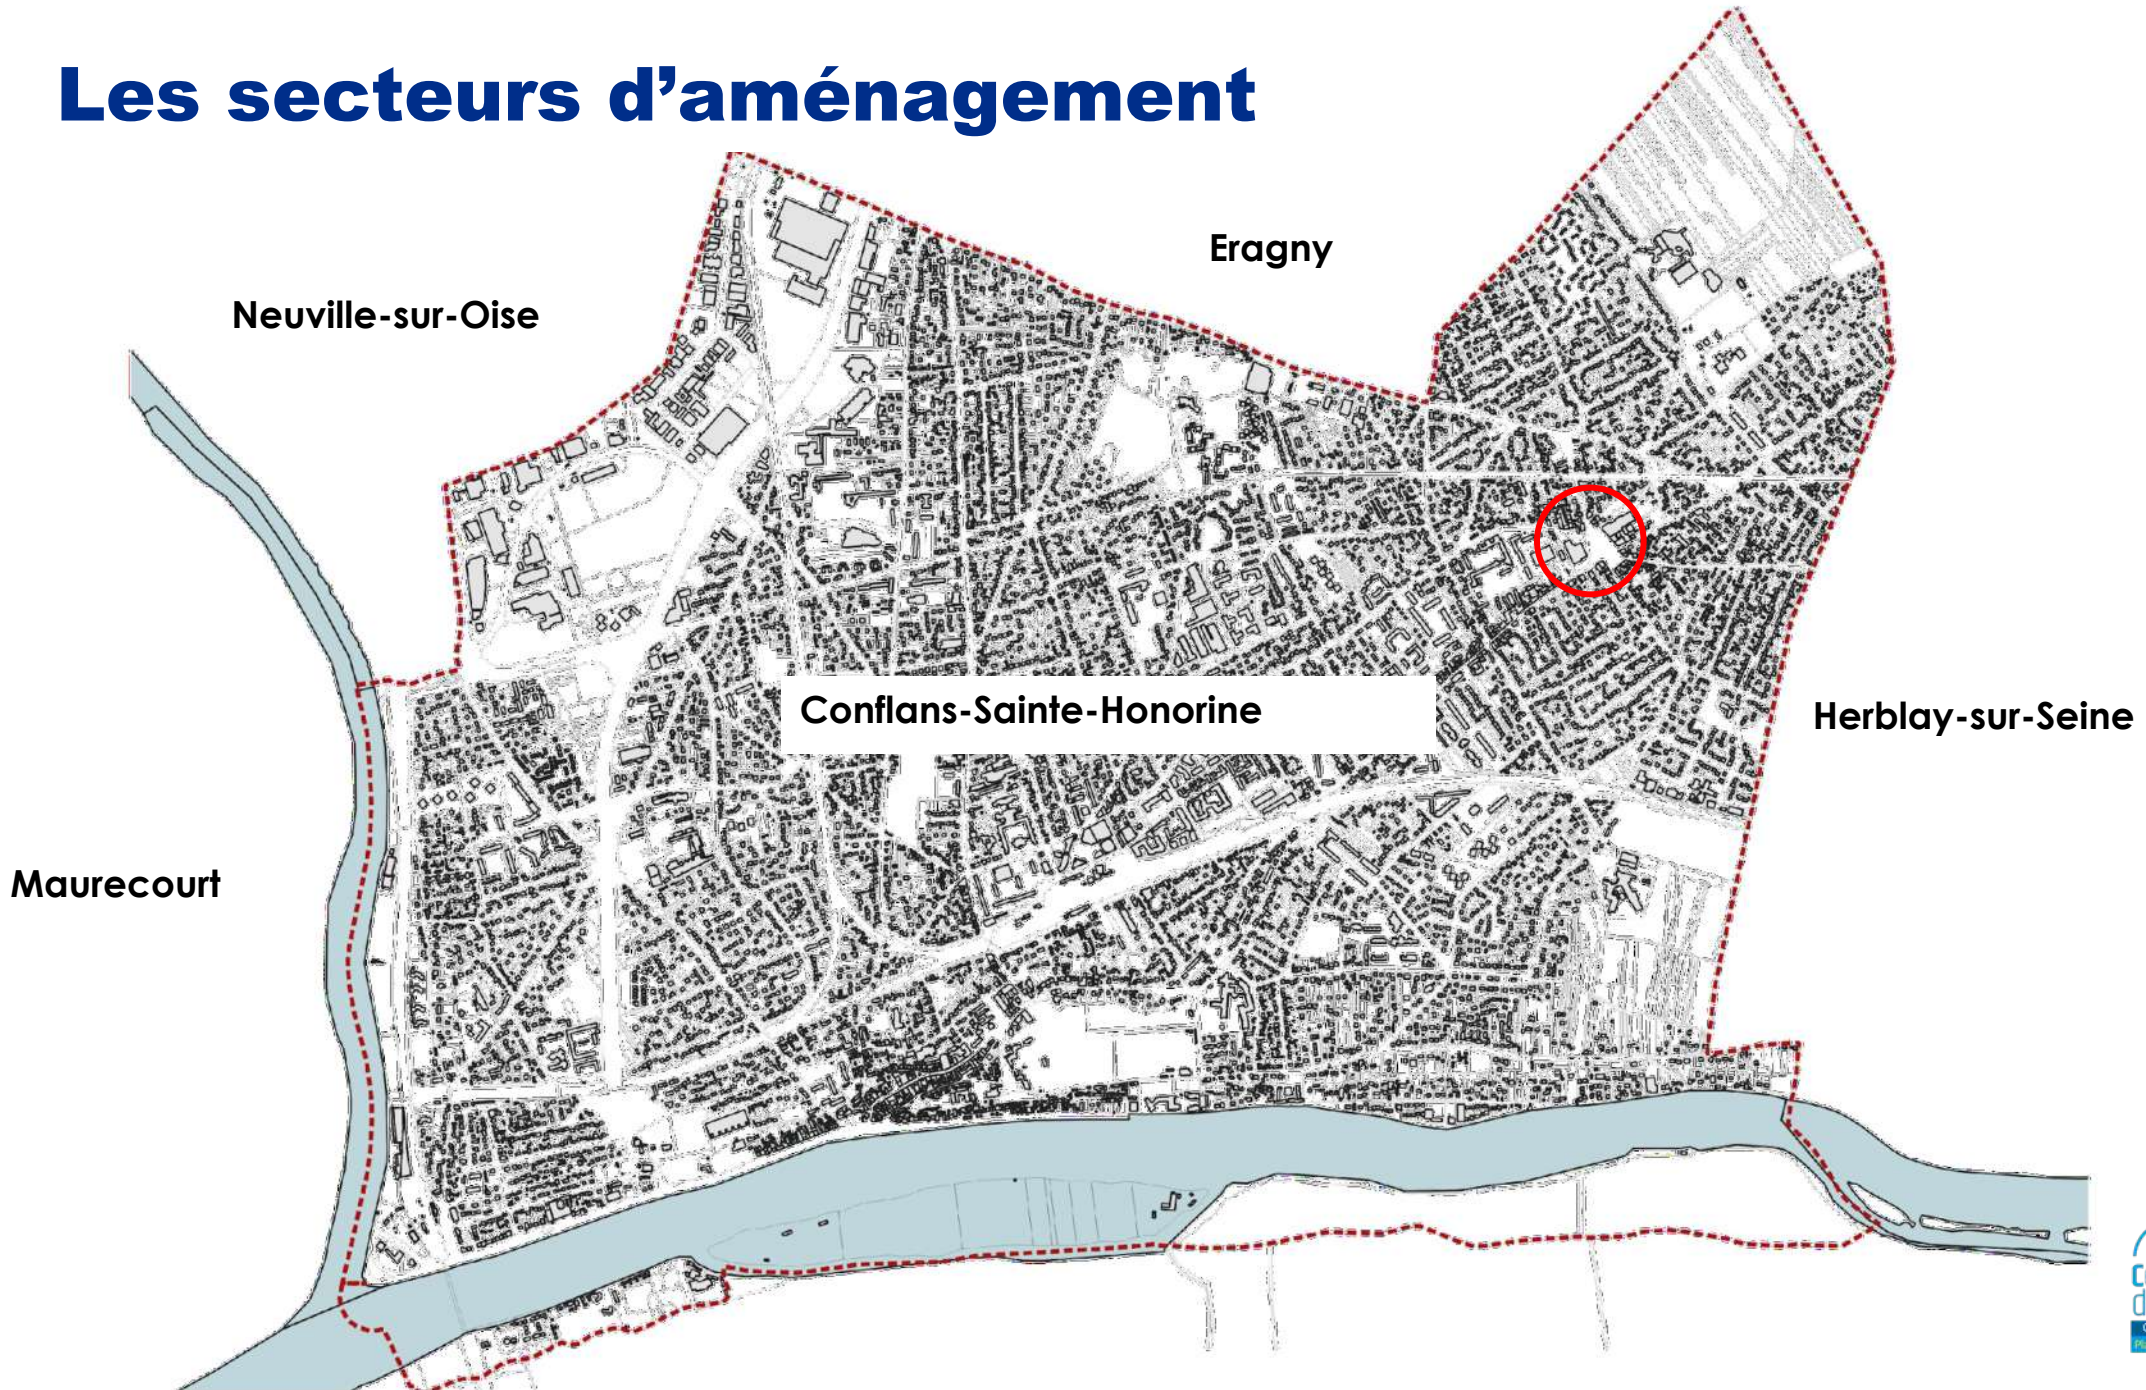 Les secteurs d’aménagement
Eragny
Neuville-sur-Oise
Conflans-Sainte-Honorine
Herblay-sur-Seine
Maurecourt